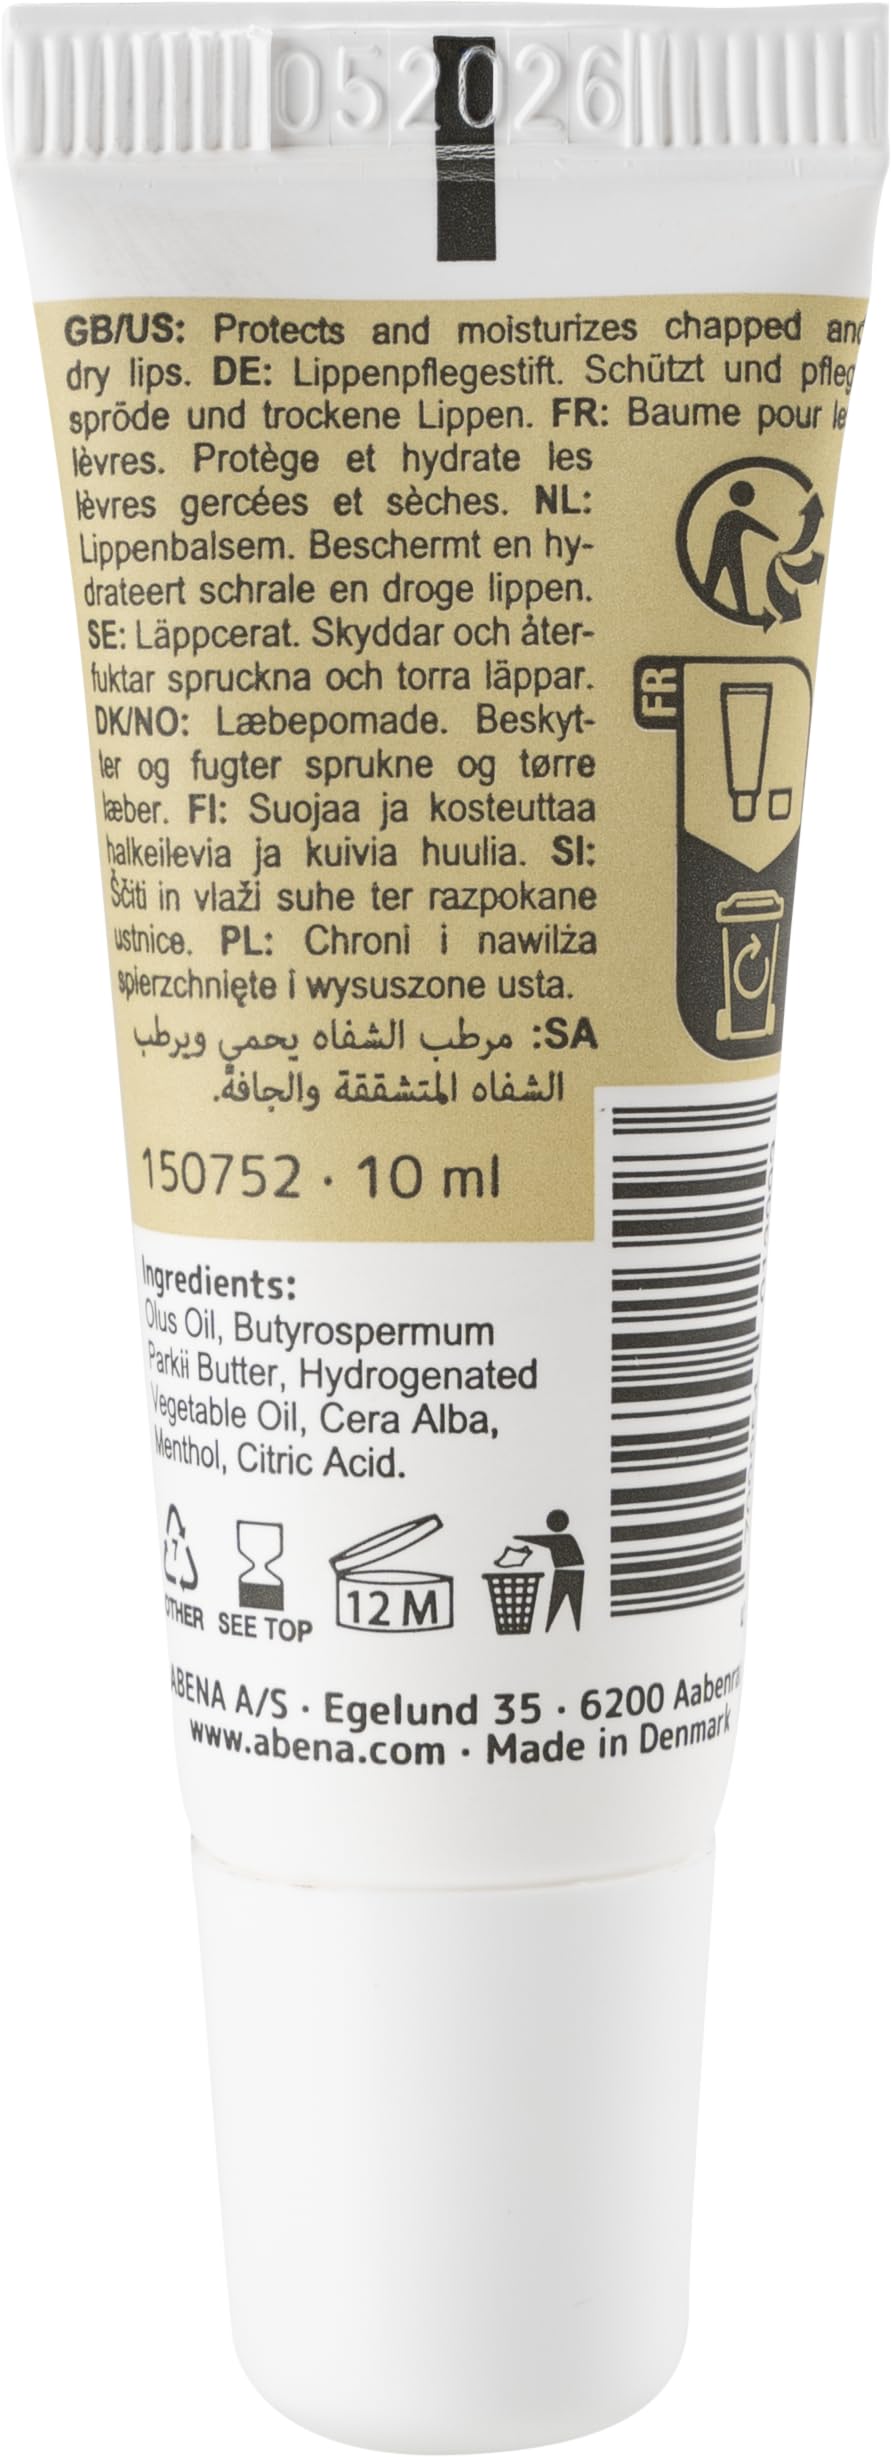 052026
GB/US: Protects and moisturizes chapped and
dry lips. DE: Lippenpflegestift. Schützt und pfleg
spröde und trockene Lippen. FR: Baume pour le
lèvres. Protège et hydrate les
lèvres gercées et sèches. NL:
Lippenbalsem. Beschermt en hy-
drateert schrale en droge lippen.
SE: Läppcerat. Skyddar och åter-
fuktar spruckna och torra läppar.
DK/NO: Læbepomade. Beskyt-
ter og fugter sprukne og tørre
læber. FI: Suojaa ja kosteuttaa
halkeilevia ja kuivia huulia. SI:
Ščiti in vlaži suhe ter razpokane
ustnice. PL: Chroni i nawilża
spierzchnięte i wysuszone usta.
SA: مرطب الشفاه يحمي ويرطب
الشفاه المتشققة والجافة.
FR
150752 · 10 ml
Ingredients:
Olus Oil, Butyrospermum
Parkii Butter, Hydrogenated
Vegetable Oil, Cera Alba,
Menthol, Citric Acid.
7
OTHER SEE TOP
12 M
ABENA A/S · Egelund 35 · 6200 Aabenra
www.abena.com · Made in Denmark